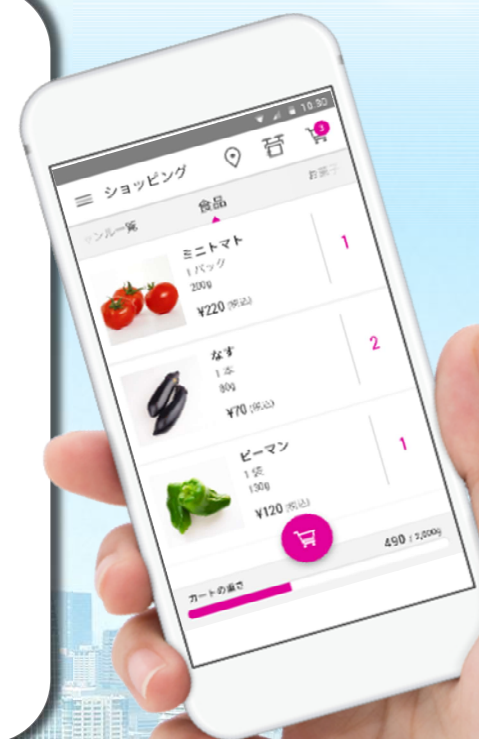 10:30
ショッピング
3
食品
お菓子
ミニトマト
1パック
200g
¥220 (税込)
1
なす
1本
80g
¥70 (税込)
2
ピーマン
1袋
130g
¥120 (税込)
1
カートの重さ
490 / 2,000g